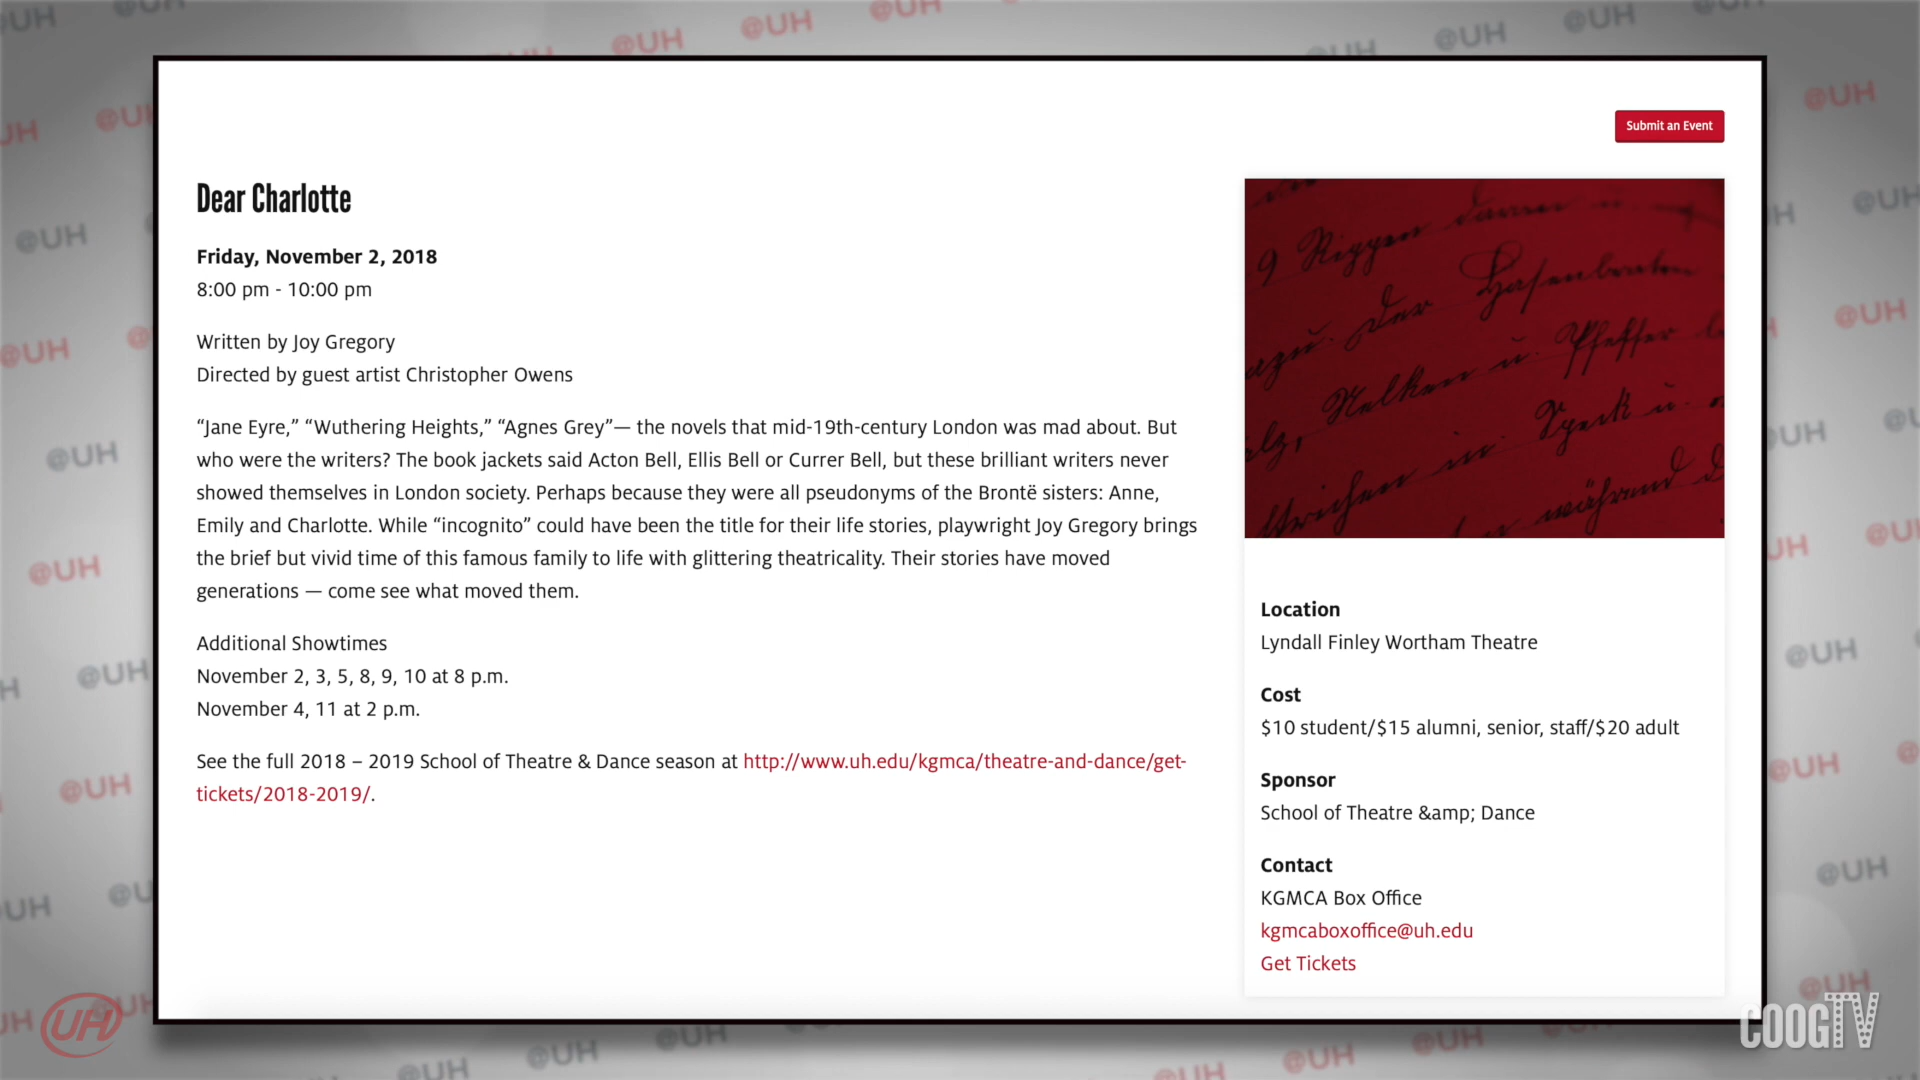 Submit an Event
Dear Charlotte
Friday, November 2, 2018
8:00 pm - 10:00 pm
Written by Joy Gregory
Directed by guest artist Christopher Owens
“Jane Eyre,” “Wuthering Heights,” “Agnes Grey”— the novels that mid-19th-century London was mad about. But
who were the writers? The book jackets said Acton Bell, Ellis Bell or Currer Bell, but these brilliant writers never
showed themselves in London society. Perhaps because they were all pseudonyms of the Brontë sisters: Anne,
Emily and Charlotte. While “incognito” could have been the title for their life stories, playwright Joy Gregory brings
the brief but vivid time of this famous family to life with glittering theatricality. Their stories have moved
generations — come see what moved them.
Additional Showtimes
November 2, 3, 5, 8, 9, 10 at 8 p.m.
November 4, 11 at 2 p.m.
See the full 2018 – 2019 School of Theatre & Dance season at http://www.uh.edu/kgmca/theatre-and-dance/get-
tickets/2018-2019/.
Der Hasenbraten
Nelken u. Pfeffer
Speck u.
während
Location
Lyndall Finley Wortham Theatre
Cost
$10 student/$15 alumni, senior, staff/$20 adult
Sponsor
School of Theatre &amp; Dance
Contact
KGMCA Box Office
kgmcaboxoffice@uh.edu
Get Tickets
UH
COOGTV
@UH